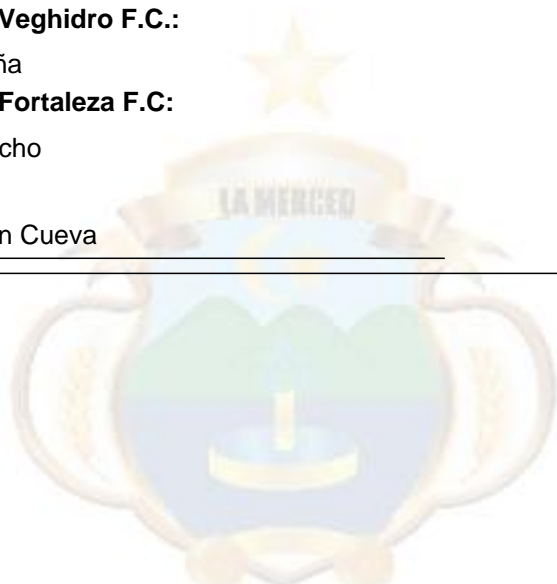 Veghidro F.C.:
ña
Fortaleza F.C:
cho
LA MERCED
n Cueva